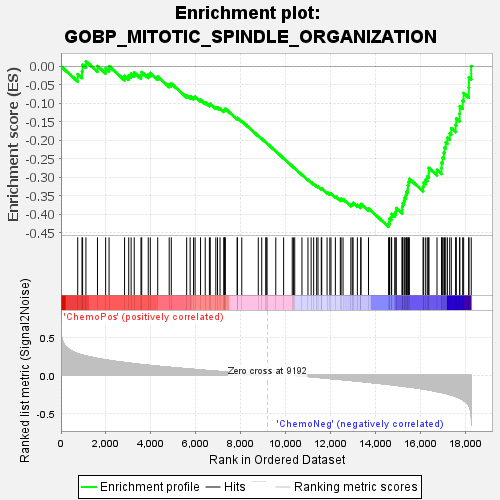 Enrichment plot:
GOBP_MITOTIC_SPINDLE_ORGANIZATION
Enrichment score (ES)
0.00
-0.05
-0.10
-0.15
-0.20
-0.25
-0.30
-0.35
-0.40
-0.45
'ChemoPos' (positively correlated)
Ranked list metric (Signal2Noise)
0.5
0.0
-0.5
Zero cross at 9192
'ChemoNeg' (negatively correlated)
0
2,000
4,000
6,000
8,000
10,000
12,000
14,000
16,000
18,000
Rank in Ordered Dataset
Enrichment profile
Hits
Ranking metric scores